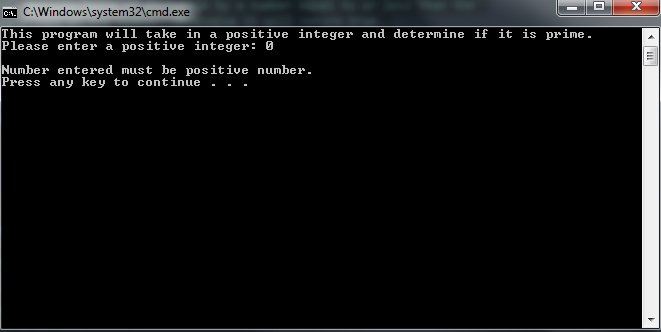 C:\Windows\system32\cmd.exe
This program will take in a positive integer and determine if it is prime.
Please enter a positive integer: 0
Number entered must be positive number.
Press any key to continue . . .